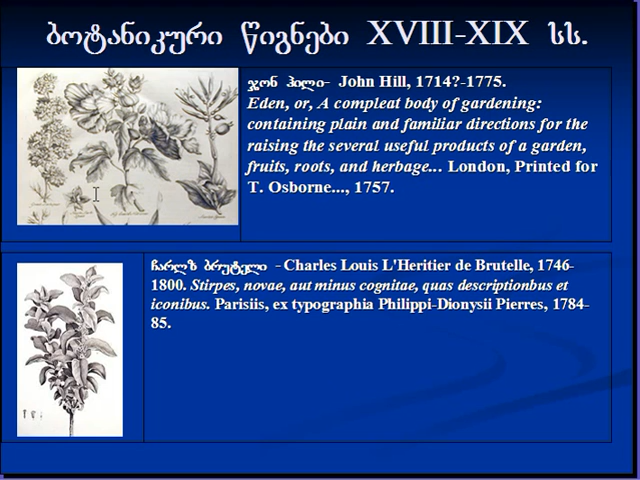 ბოტანიკური წიგნები XVIII-XIX სს.
ჯონ ჰილი- John Hill, 1714?-1775.
Eden, or, A compleat body of gardening:
containing plain and familiar directions for the
raising the several useful products of a garden,
fruits, roots, and herbage... London, Printed for
T. Osborne..., 1757.
ჩარლზ ბრუტელი - Charles Louis L'Heritier de Brutelle, 1746-
1800. Stirpes, novae, aut minus cognitae, quas descriptionbus et
iconibus. Parisiis, ex typographia Philippi-Dionysii Pierres, 1784-
85.